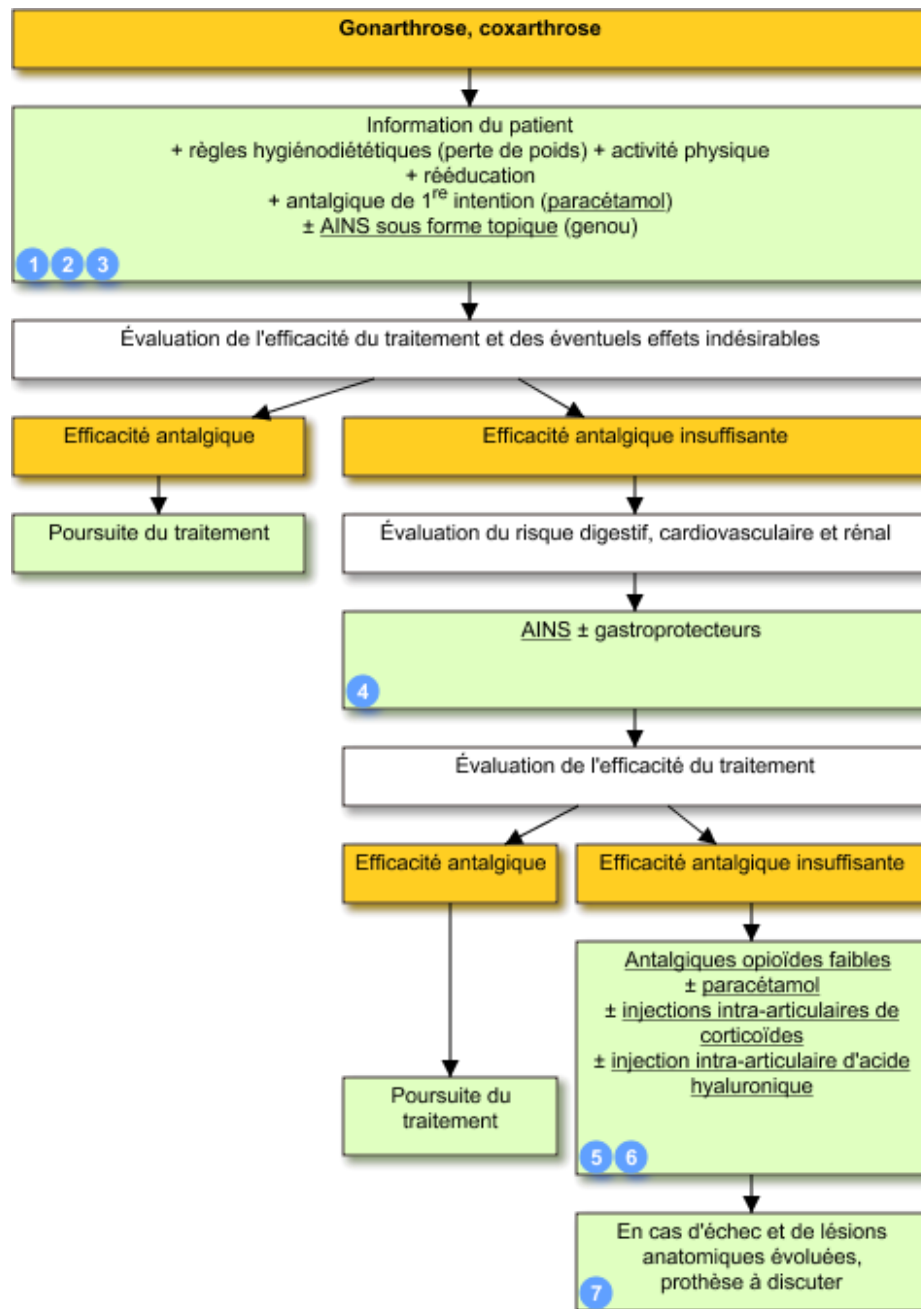 Gonarthrose, coxarthrose
Information du patient
+ règles hygiénodiététiques (perte de poids) + activité physique
+ rééducation
+ antalgique de 1re intention (paracétamol)
± AINS sous forme topique (genou)
1 2 3
Évaluation de l'efficacité du traitement et des éventuels effets indésirables
Efficacité antalgique
Efficacité antalgique insuffisante
Poursuite du traitement
Évaluation du risque digestif, cardiovasculaire et rénal
AINS ± gastroprotecteurs
4
Évaluation de l'efficacité du traitement
Efficacité antalgique
Efficacité antalgique insuffisante
Poursuite du
traitement
Antalgiques opioïdes faibles
± paracétamol
± injections intra-articulaires de
corticoïdes
± injection intra-articulaire d'acide
hyaluronique
5 6
En cas d'échec et de lésions
anatomiques évoluées,
prothèse à discuter
7